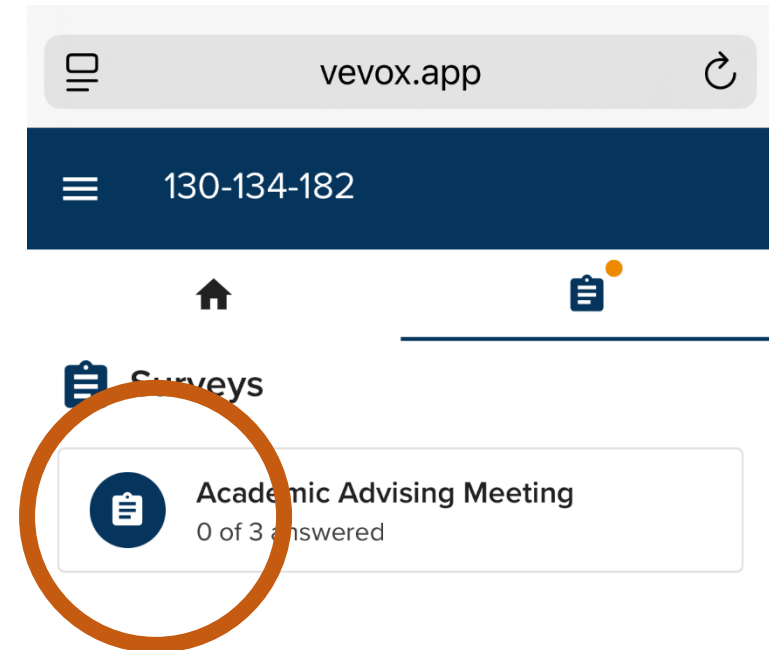 vevox.app
130-134-182
Surveys
Academic Advising Meeting
0 of 3 answered